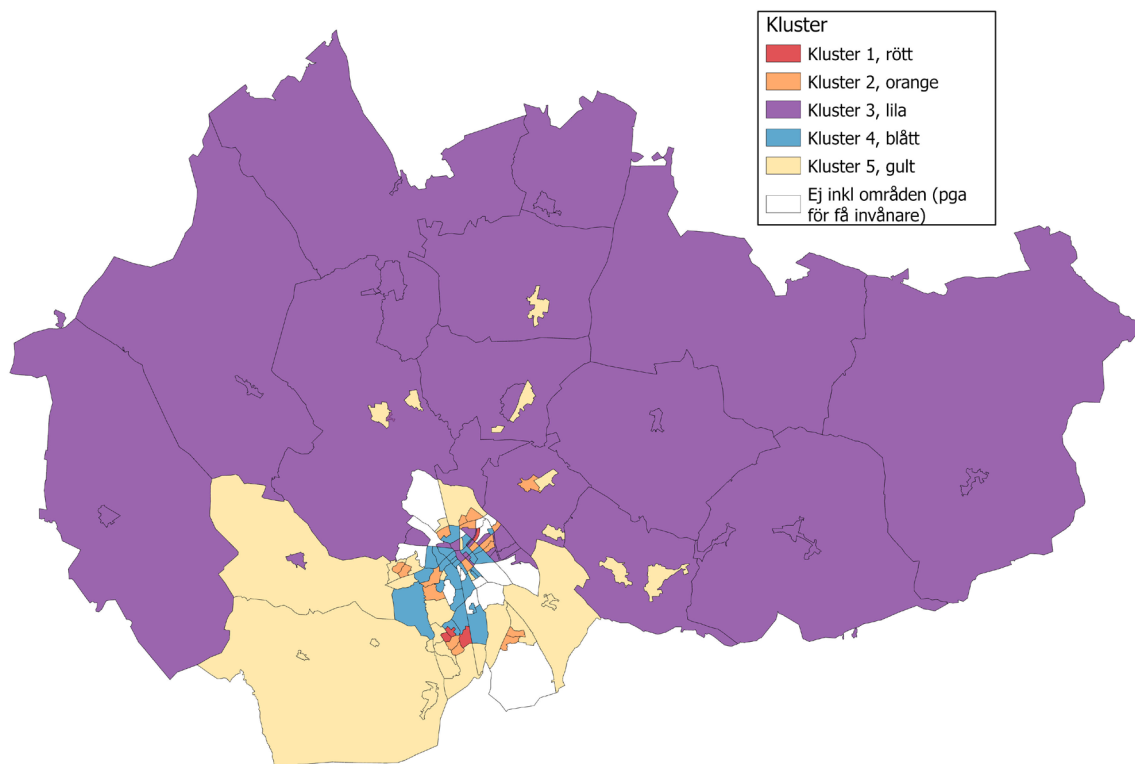 Kluster
Kluster 1, rött
Kluster 2, orange
Kluster 3, lila
Kluster 4, blått
Kluster 5, gult
Ej inkl områden (pga
för få invånare)